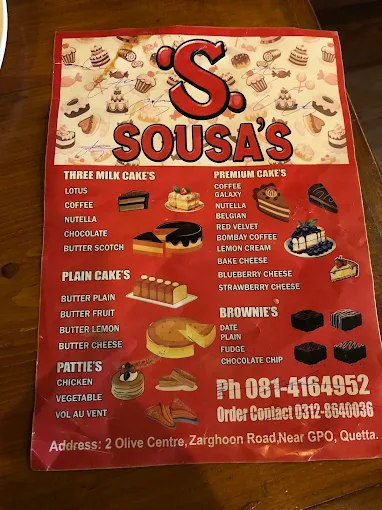 S.
SOUSA'S
THREE MILK CAKE'S
LOTUS
COFFEE
NUTELLA
CHOCOLATE
BUTTER SCOTCH
PLAIN CAKE'S
BUTTER PLAIN
BUTTER FRUIT
BUTTER LEMON
BUTTER CHEESE
PATTIE'S
CHICKEN
VEGETABLE
VOL AU VENT
PREMIUM CAKE'S
COFFEE
GALAXY
NUTELLA
BELGIAN
RED VELVET
BOMBAY COFFEE
LEMON CREAM
BAKE CHEESE
BLUEBERRY CHEESE
STRAWBERRY CHEESE
BROWNIE'S
DATE
PLAIN
FUDGE
CHOCOLATE CHIP
Ph 081-4164952
Order Contact 0312-8640036
Address: 2 Olive Centre, Zarghoon Road, Near GPO, Quetta.